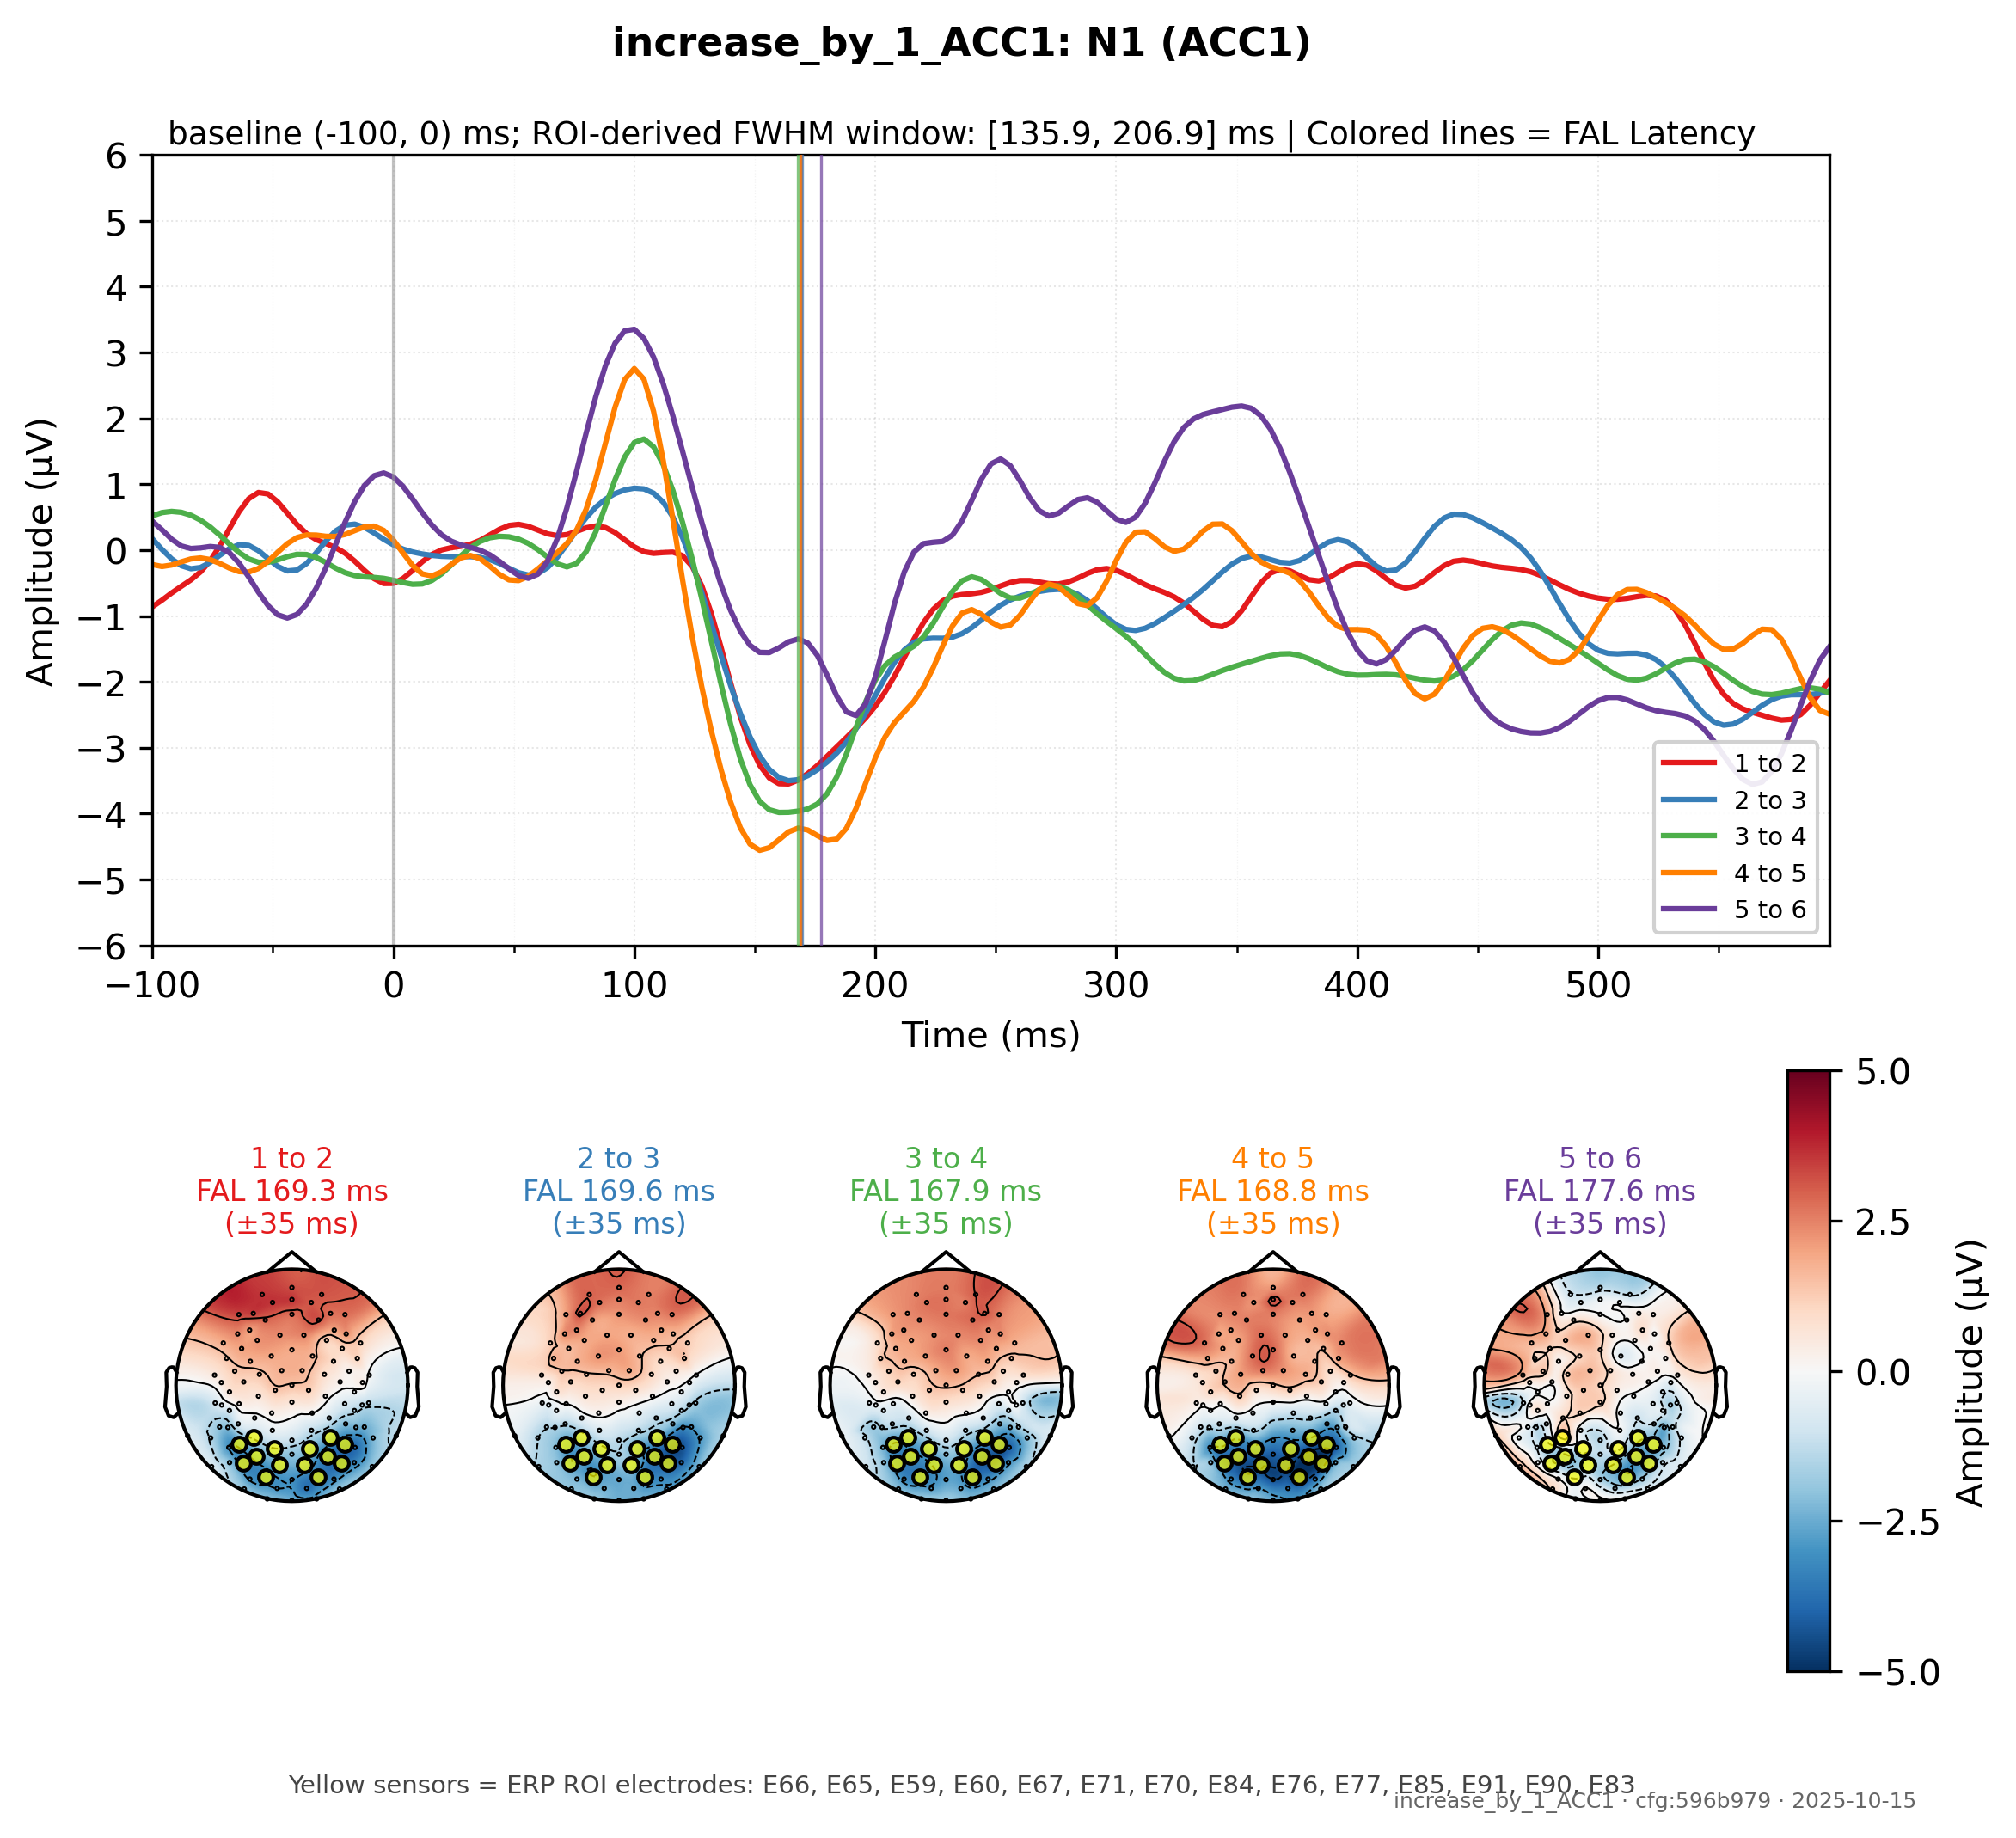 increase_by_1_ACC1: N1 (ACC1)
baseline (-100, 0) ms; ROI-derived FWHM window: [135.9, 206.9] ms | Colored lines = FAL Latency
6
5
4
3
2
1
0
−1
−2
−3
−4
−5
−6
Amplitude (µV)
−100
0
100
200
300
400
500
Time (ms)
1 to 2
2 to 3
3 to 4
4 to 5
5 to 6
1 to 2
FAL 169.3 ms
(±35 ms)
2 to 3
FAL 169.6 ms
(±35 ms)
3 to 4
FAL 167.9 ms
(±35 ms)
4 to 5
FAL 168.8 ms
(±35 ms)
5 to 6
FAL 177.6 ms
(±35 ms)
5.0
2.5
0.0
−2.5
−5.0
Amplitude (µV)
Yellow sensors = ERP ROI electrodes: E66, E65, E59, E60, E67, E71, E70, E84, E76, E77, E85, E91, E90, E83
increase_by_1_ACC1 · cfg:596b979 · 2025-10-15